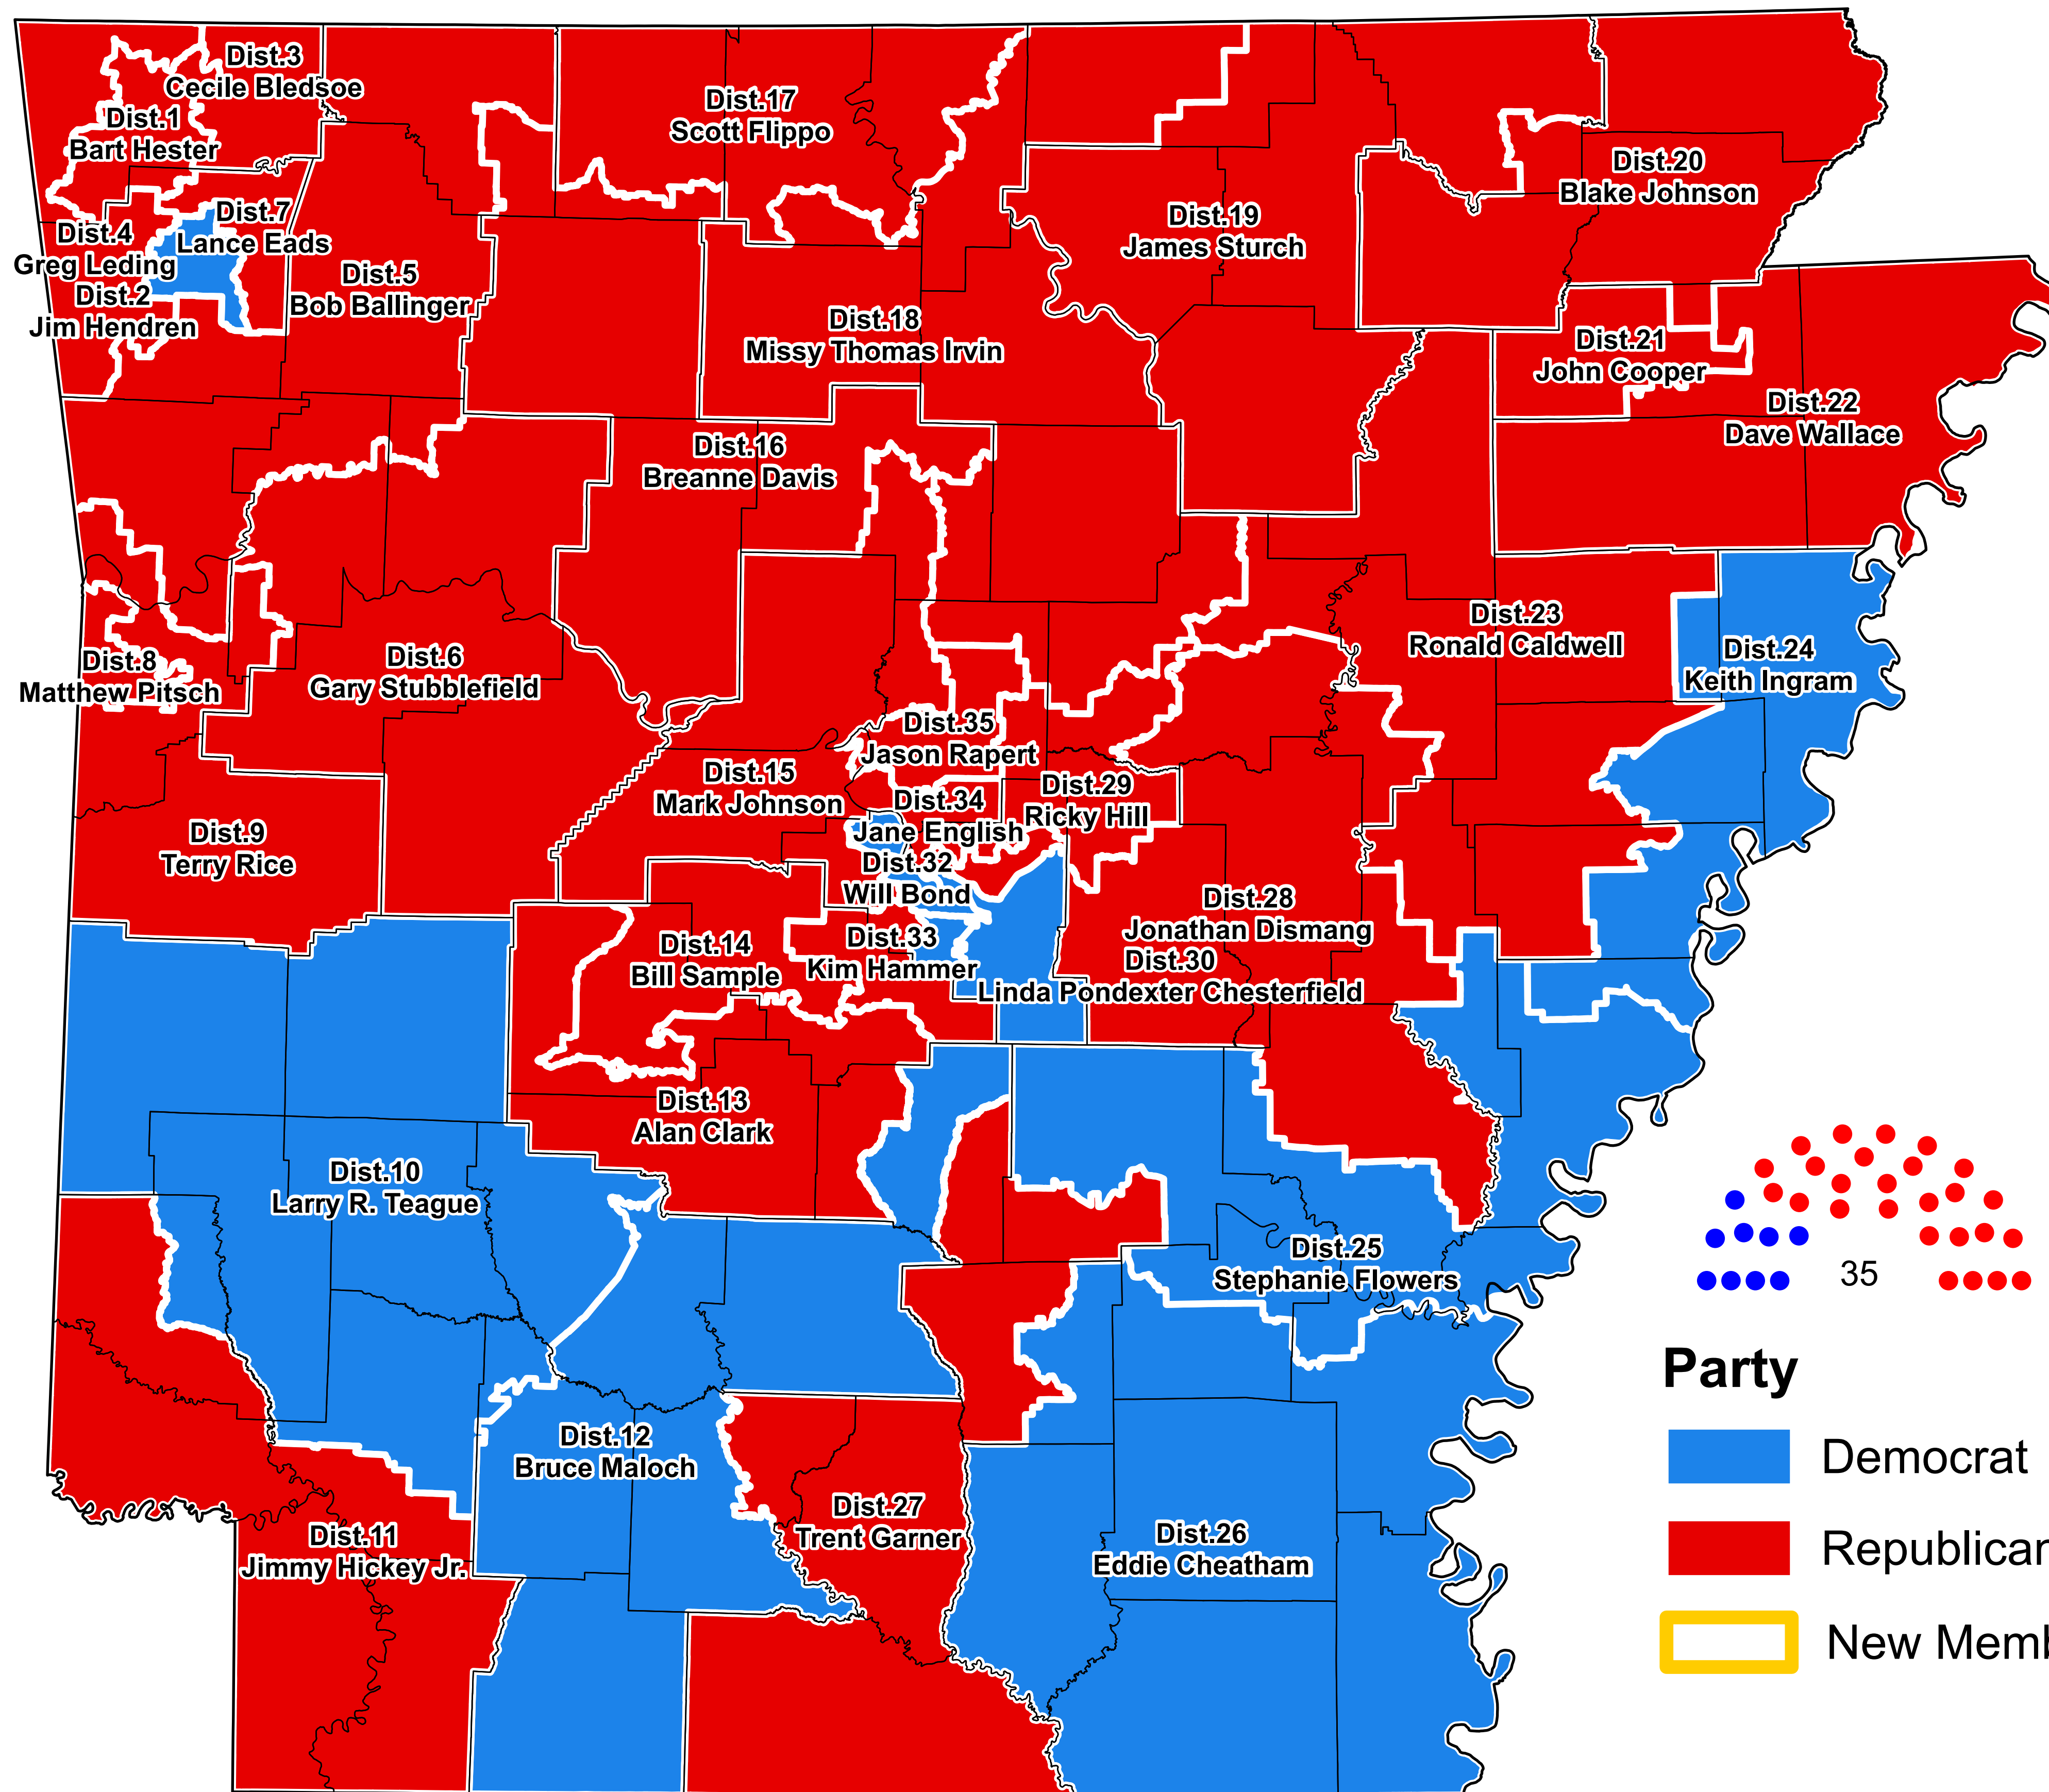 Dist.3
Cecile Bledsoe
Dist.1
Bart Hester
Dist.17
Scott Flippo
Dist.20
Blake Johnson
Dist.7
Lance Eads
Dist.4
Greg Leding
Dist.2
Jim Hendren
Dist.5
Bob Ballinger
Dist.19
James Sturch
Dist.18
Missy Thomas Irvin
Dist.21
John Cooper
Dist.22
Dave Wallace
Dist.16
Breanne Davis
Dist.23
Ronald Caldwell
Dist.24
Keith Ingram
Dist.8
Matthew Pitsch
Dist.6
Gary Stubblefield
Dist.35
Jason Rapert
Dist.15
Mark Johnson
Dist.29
Ricky Hill
Dist.34
Jane English
Dist.9
Terry Rice
Dist.32
Will Bond
Dist.28
Jonathan Dismang
Dist.14
Bill Sample
Dist.33
Kim Hammer
Dist.30
Linda Pondexter Chesterfield
Dist.13
Alan Clark
Dist.10
Larry R. Teague
Dist.25
Stephanie Flowers
35
Party
Democrat
Republican
New Memb
Dist.12
Bruce Maloch
Dist.27
Trent Garner
Dist.26
Eddie Cheatham
Dist.11
Jimmy Hickey Jr.